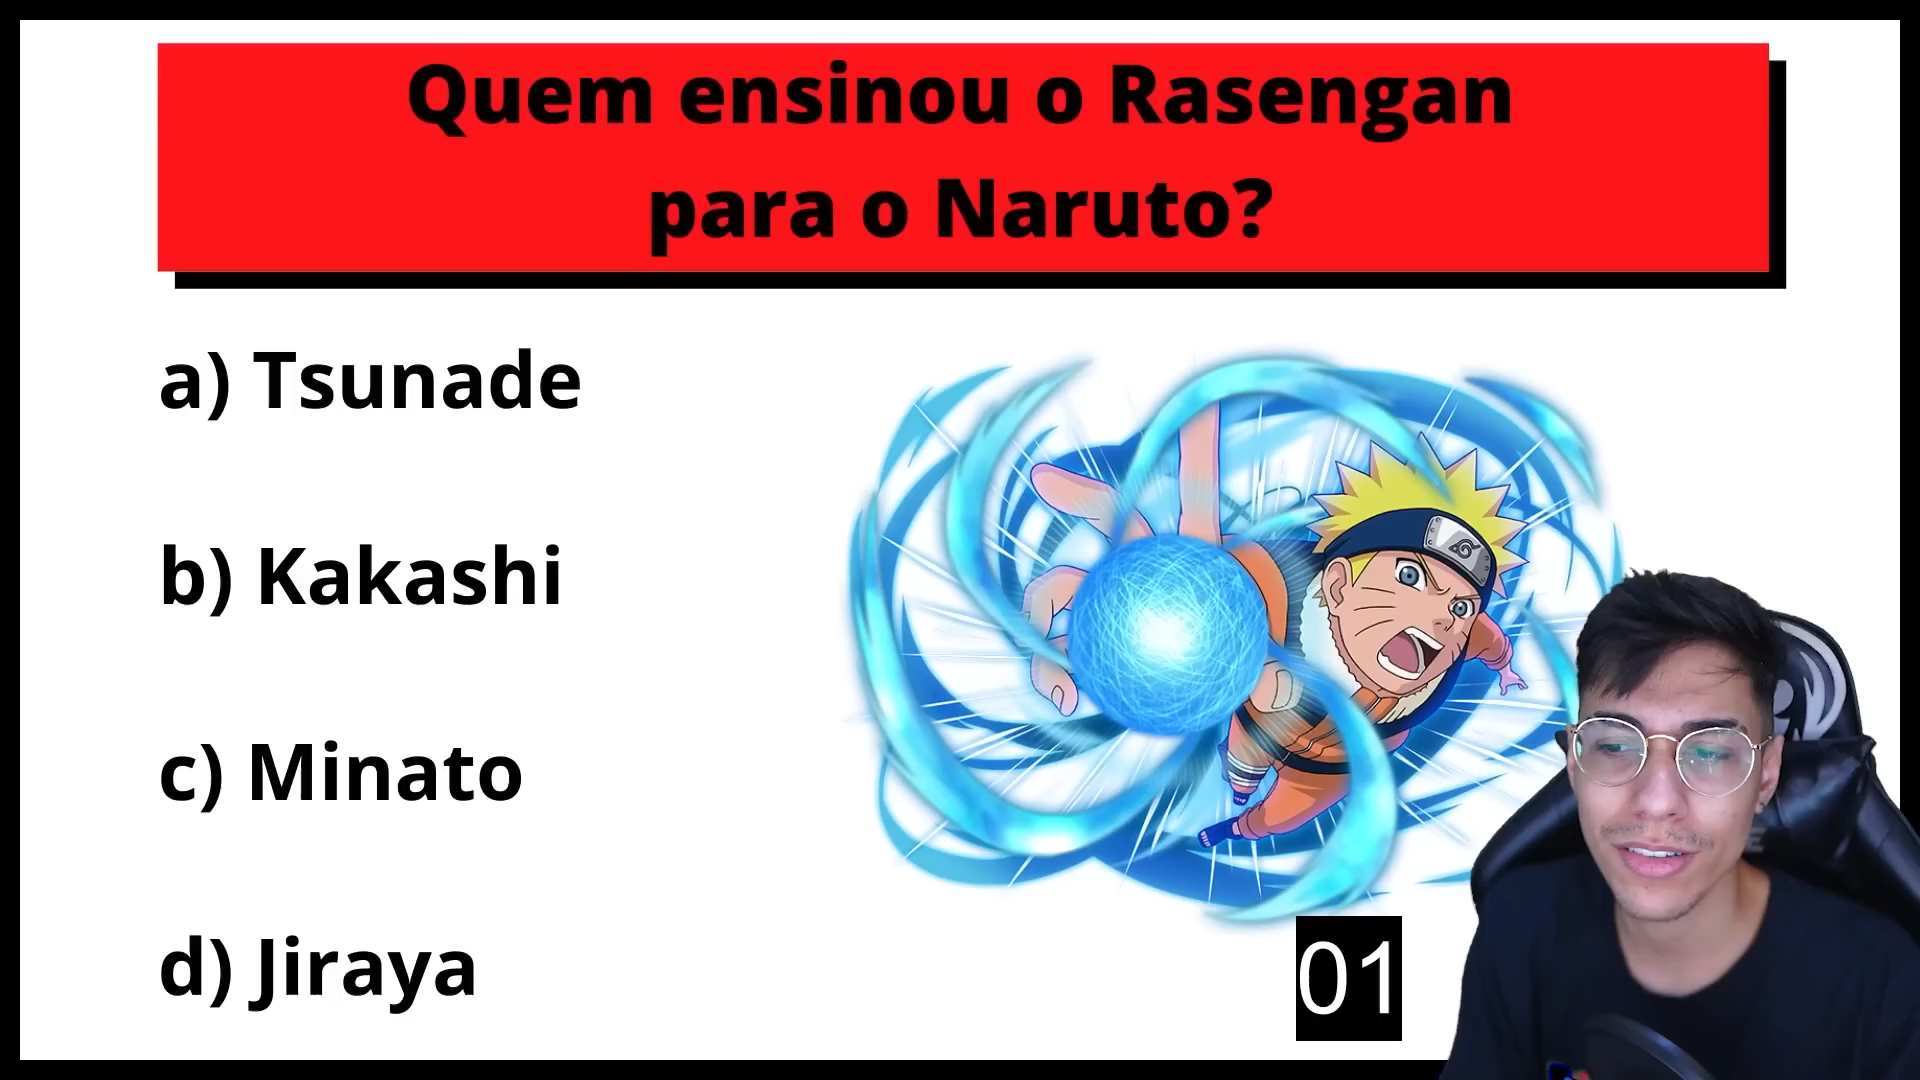 Quem ensinou o Rasengan
para o Naruto?
a) Tsunade
b) Kakashi
c) Minato
d) Jiraya
01